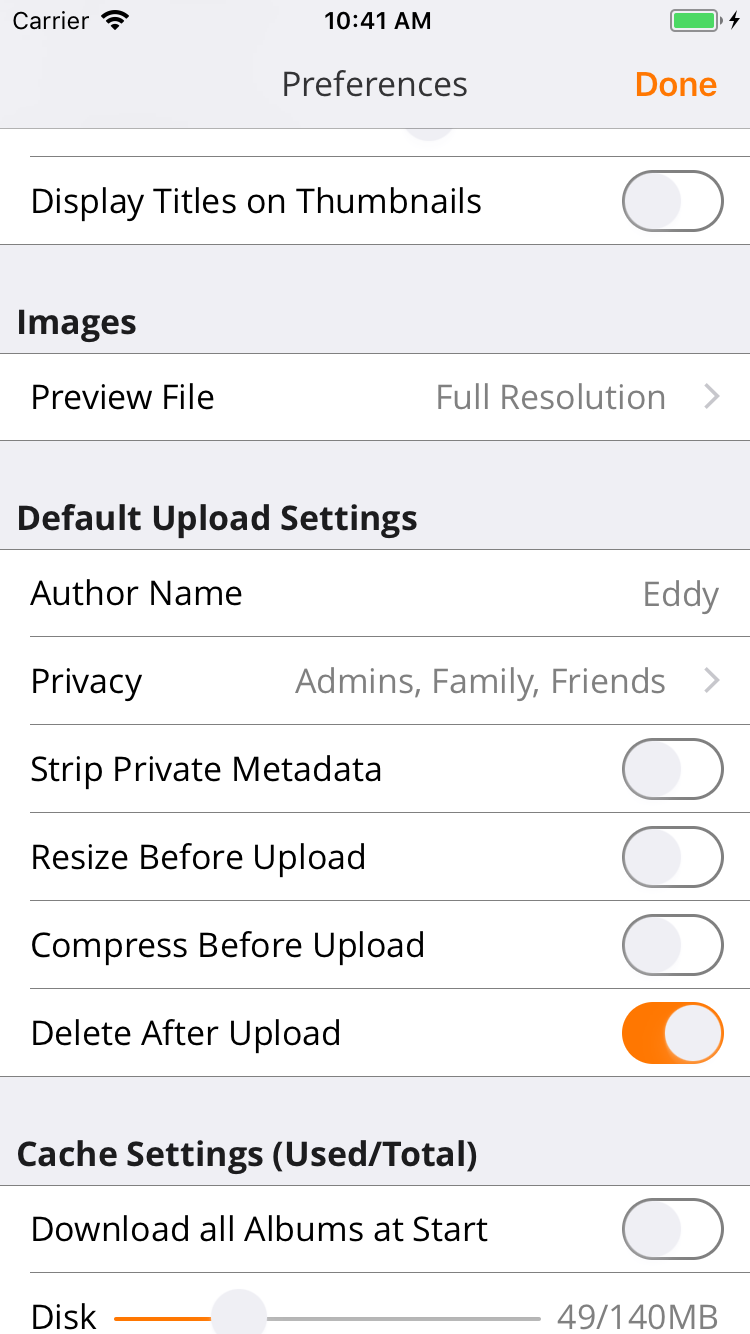 Carrier 10:41 AM
Preferences Done
Display Titles on Thumbnails
Images
Preview File Full Resolution
Default Upload Settings
Author Name Eddy
Privacy Admins, Family, Friends
Strip Private Metadata
Resize Before Upload
Compress Before Upload
Delete After Upload
Cache Settings (Used/Total)
Download all Albums at Start
Disk 49/140MB